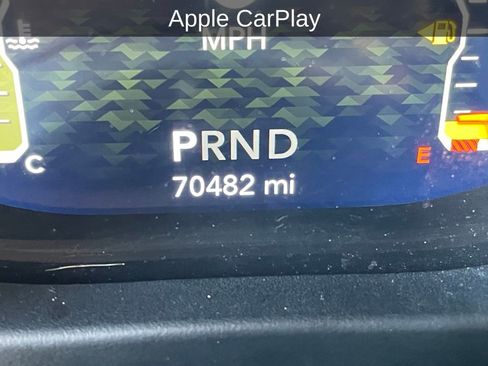 Apple CarPlay
MPH
PRND
C
E
70482 mi